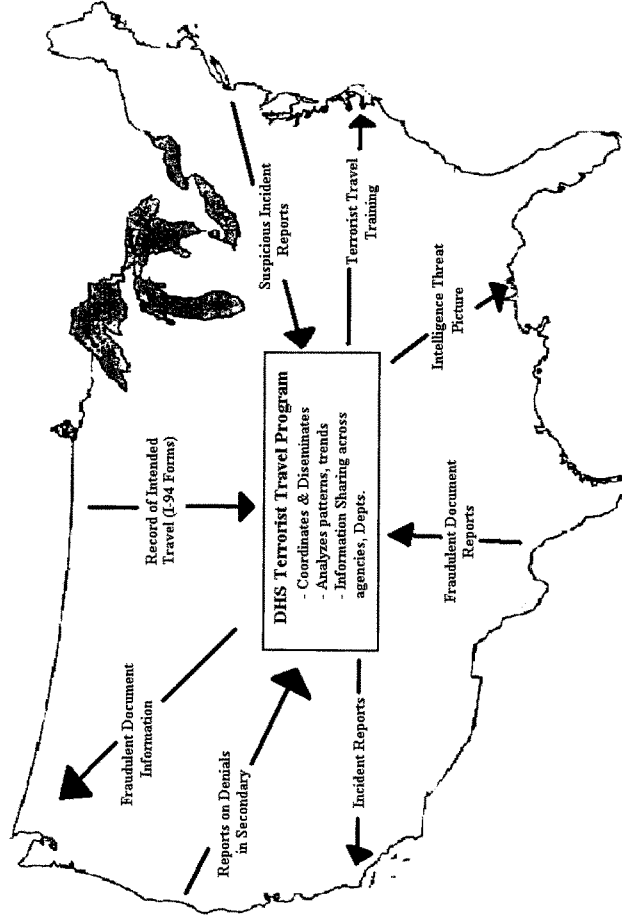 Fraudulent Document
Information
Record of Intended
Travel (I-94 Forms)
Suspicious Incident
Reports
Reports on Denials
in Secondary
DHS Terrorist Travel Program
- Coordinates & Diseminates
- Analyzes patterns, trends
- Information Sharing across
agencies, Depts.
Terrorist Travel
Training
Incident Reports
Fraudulent Document
Reports
Intelligence Threat
Picture